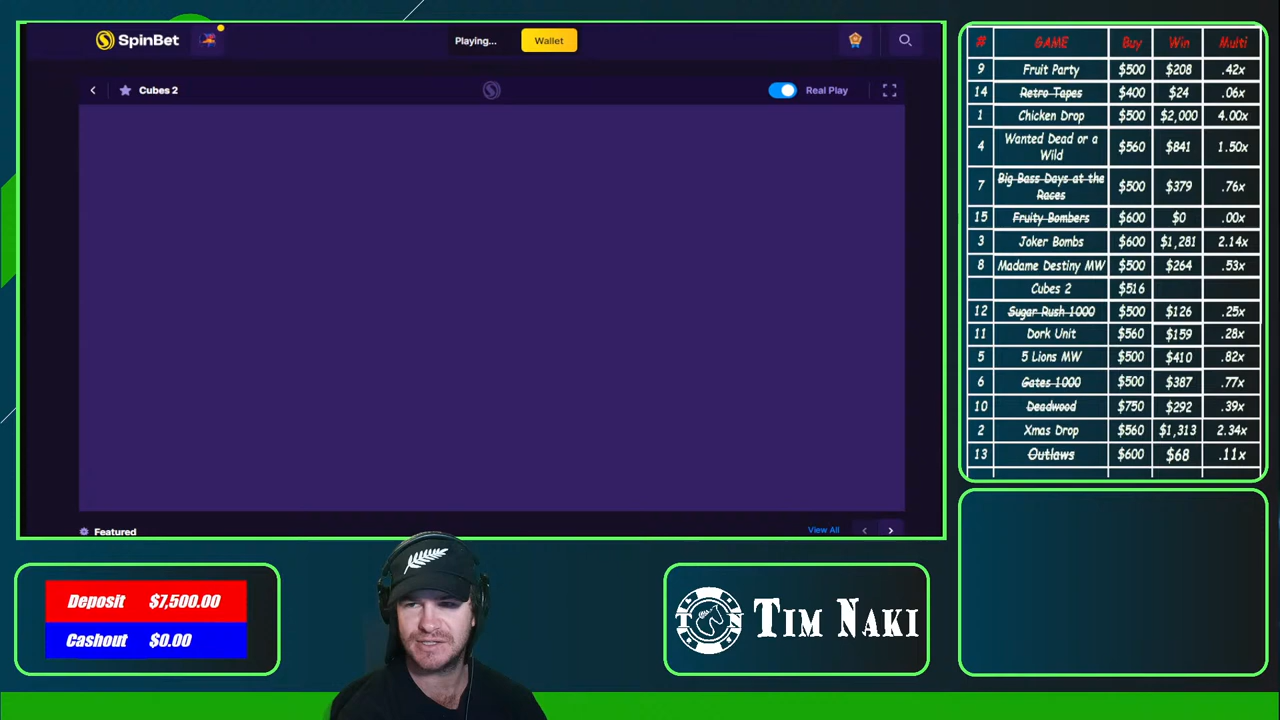 SpinBet
Playing...
Wallet
Cubes 2
Real Play
Featured
View All
# GAME Buy Win Multi
9 Fruit Party $500 $208 .42x
14 Retro Tapes $400 $24 .06x
1 Chicken Drop $500 $2,000 4.00x
4 Wanted Dead or a
Wild $560 $841 1.50x
7 Big Bass Days at the
Races $500 $379 .76x
15 Fruity Bombers $600 $0 .00x
3 Joker Bombs $600 $1,281 2.14x
8 Madame Destiny MW $500 $264 .53x
Cubes 2 $516
12 Sugar Rush 1000 $500 $126 .25x
11 Dork Unit $560 $159 .28x
5 5 Lions MW $500 $410 .82x
6 Gates 1000 $500 $387 .77x
10 Deadwood $750 $292 .39x
2 Xmas Drop $560 $1,313 2.34x
13 Outlaws $600 $68 .11x
Deposit $7,500.00
Cashout $0.00
TIM NAKI